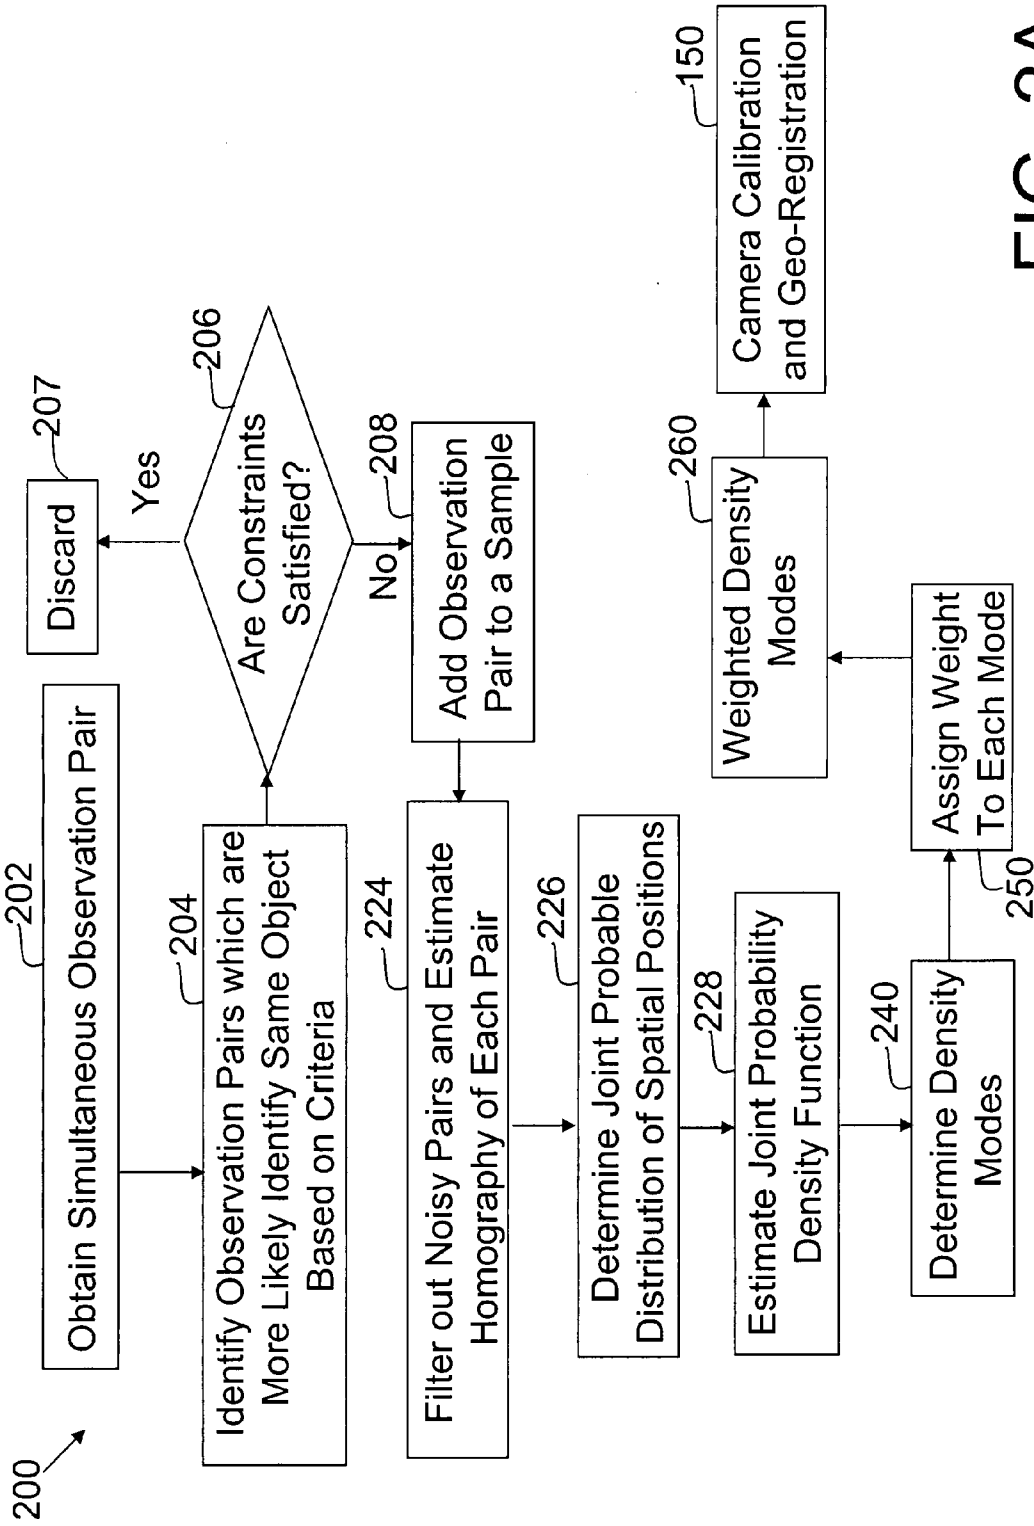 200
202
Obtain Simultaneous Observation Pair
204
Identify Observation Pairs which are
More Likely Identify Same Object
Based on Criteria
207
Discard
Yes
206
Are Constraints
Satisfied?
No
208
Add Observation
Pair to a Sample
224
Filter out Noisy Pairs and Estimate
Homography of Each Pair
226
Determine Joint Probable
Distribution of Spatial Positions
228
Estimate Joint Probability
Density Function
240
Determine Density
Modes
250
Assign Weight
To Each Mode
260
Weighted Density
Modes
150
Camera Calibration
and Geo-Registration
FIG.